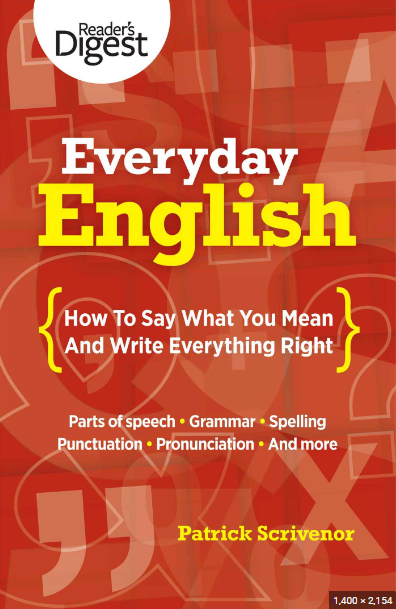 Reader's
Digest
Everyday
English
{ How To Say What You Mean
And Write Everything Right }
Parts of speech • Grammar • Spelling
Punctuation • Pronunciation • And more
Patrick Scrivenor
1,400 × 2,154